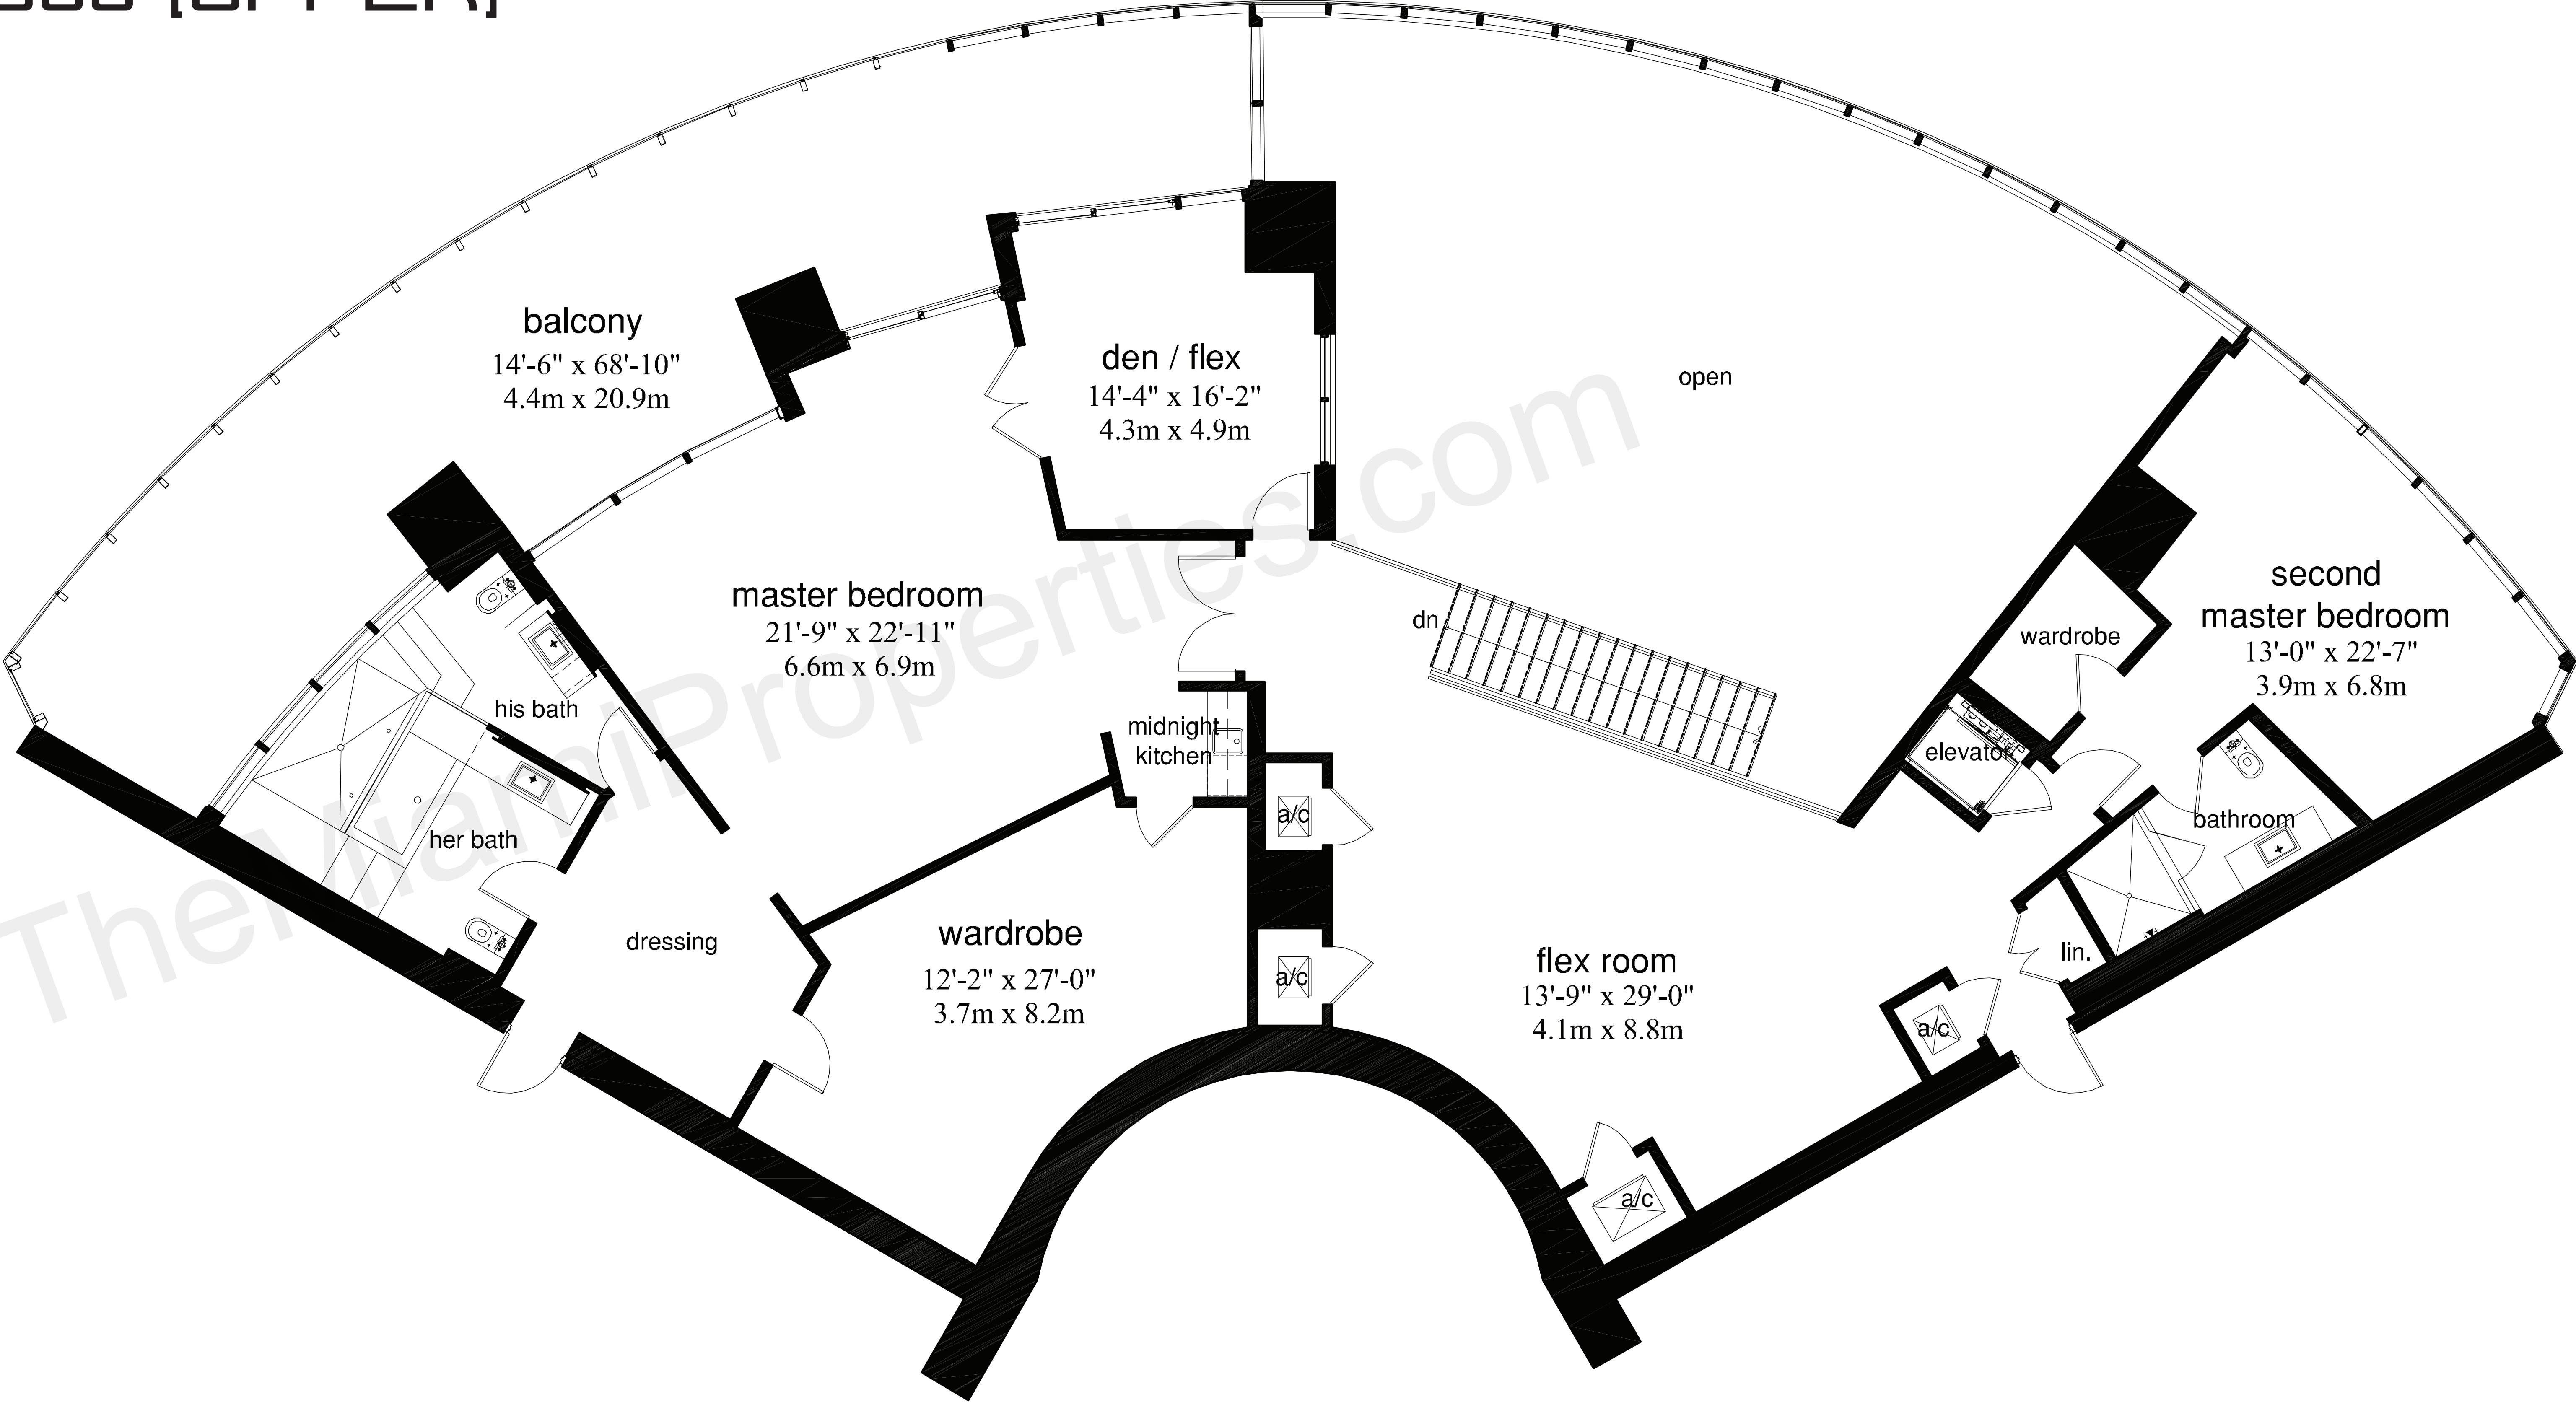 balcony
14'-6" x 68'-10"
4.4m x 20.9m
den / flex
14'-4" x 16'-2"
4.3m x 4.9m
open
master bedroom
21'-9" x 22'-11"
6.6m x 6.9m
dn
wardrobe
second
master bedroom
13'-0" x 22'-7"
3.9m x 6.8m
his bath
midnight
kitchen
elevator
her bath
a/c
bathroom
dressing
wardrobe
12'-2" x 27'-0"
3.7m x 8.2m
a/c
flex room
13'-9" x 29'-0"
4.1m x 8.8m
lin.
a/c
a/c
TheMiamiProperties.com